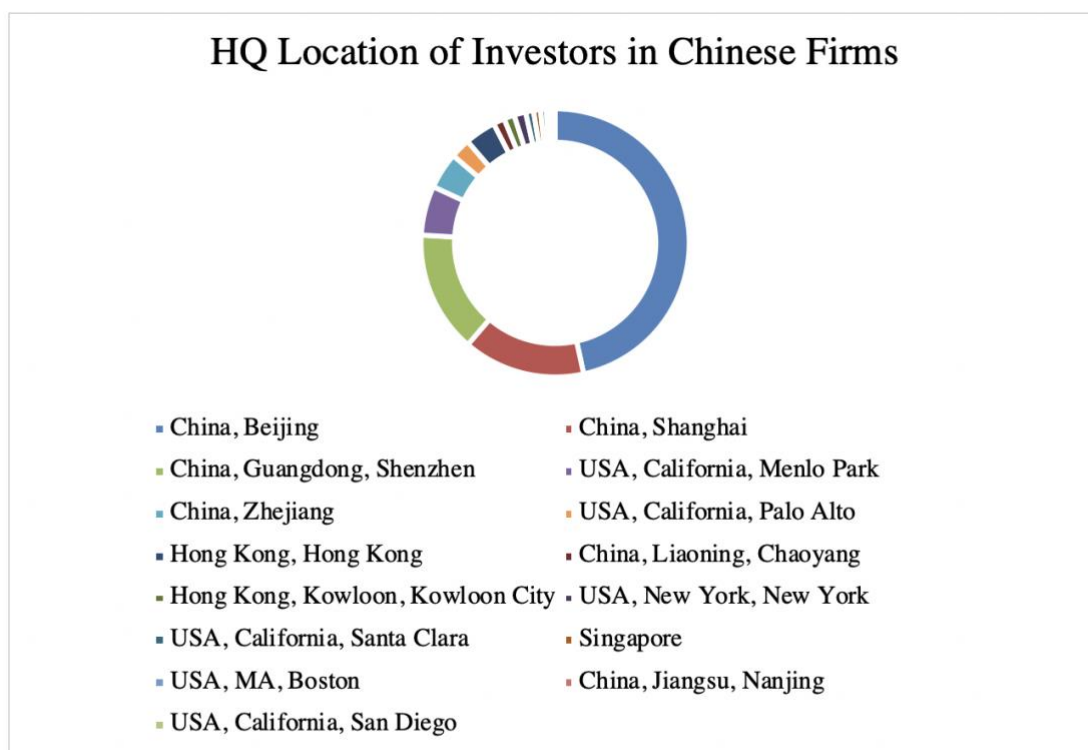 HQ Location of Investors in Chinese Firms
China, Beijing
China, Shanghai
China, Guangdong, Shenzhen
USA, California, Menlo Park
China, Zhejiang
USA, California, Palo Alto
Hong Kong, Hong Kong
China, Liaoning, Chaoyang
Hong Kong, Kowloon, Kowloon City
USA, New York, New York
USA, California, Santa Clara
Singapore
USA, MA, Boston
China, Jiangsu, Nanjing
USA, California, San Diego